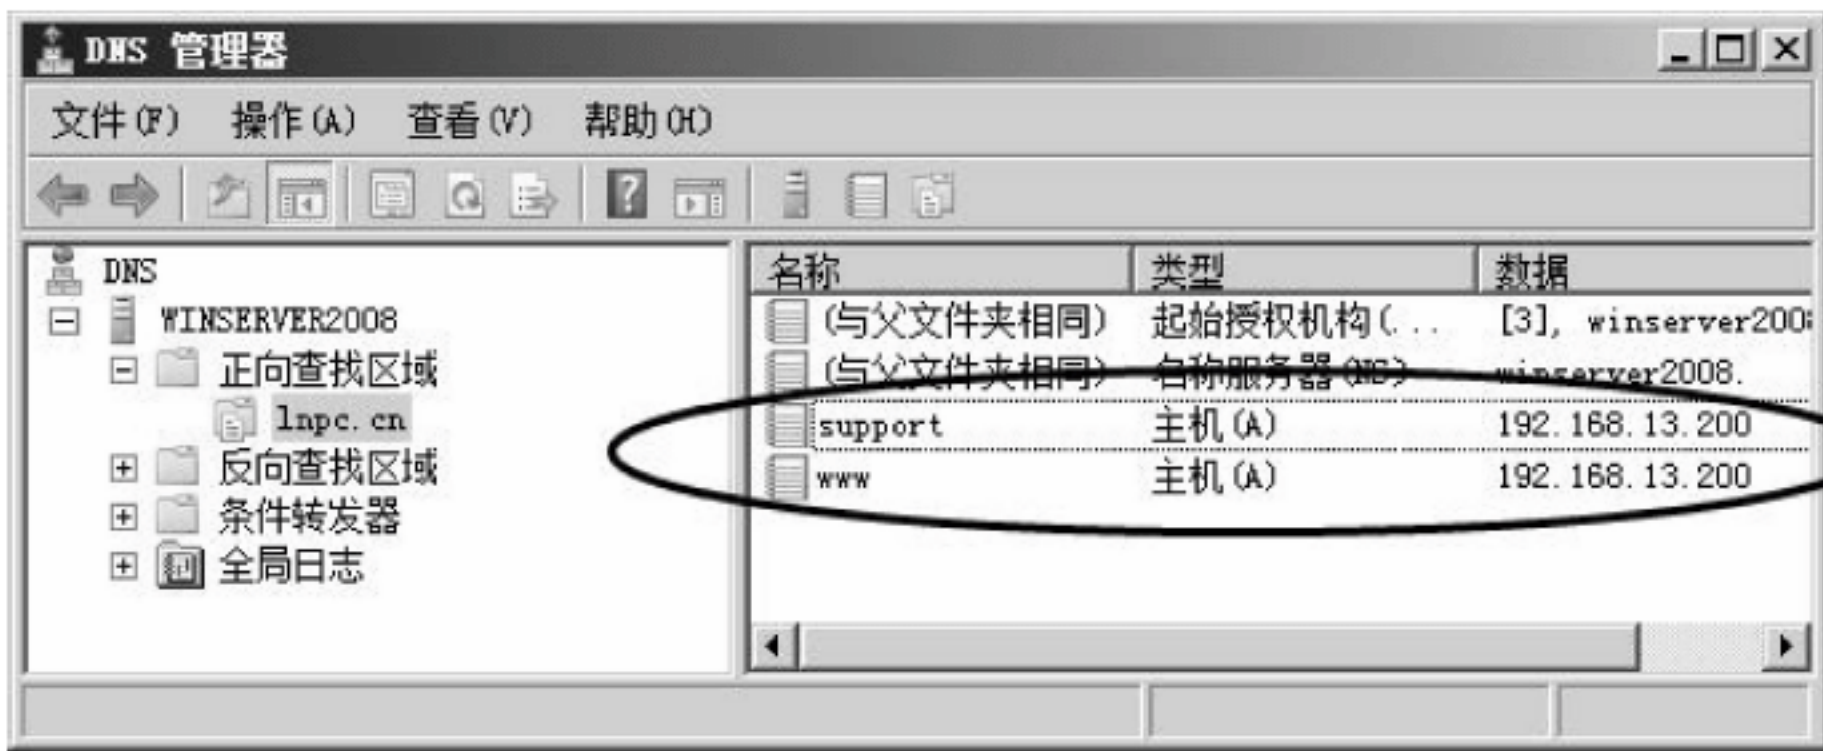 DNS 管理器
文件(F) 操作(A) 查看(V) 帮助(H)
DNS
WINSERVER2008
正向查找区域
lnpc.cn
反向查找区域
条件转发器
全局日志
名称 类型 数据
(与父文件夹相同) 起始授权机构(... [3], winserver200
(与父文件夹相同) 名称服务器(NS) winserver2008.
support 主机(A) 192.168.13.200
www 主机(A) 192.168.13.200